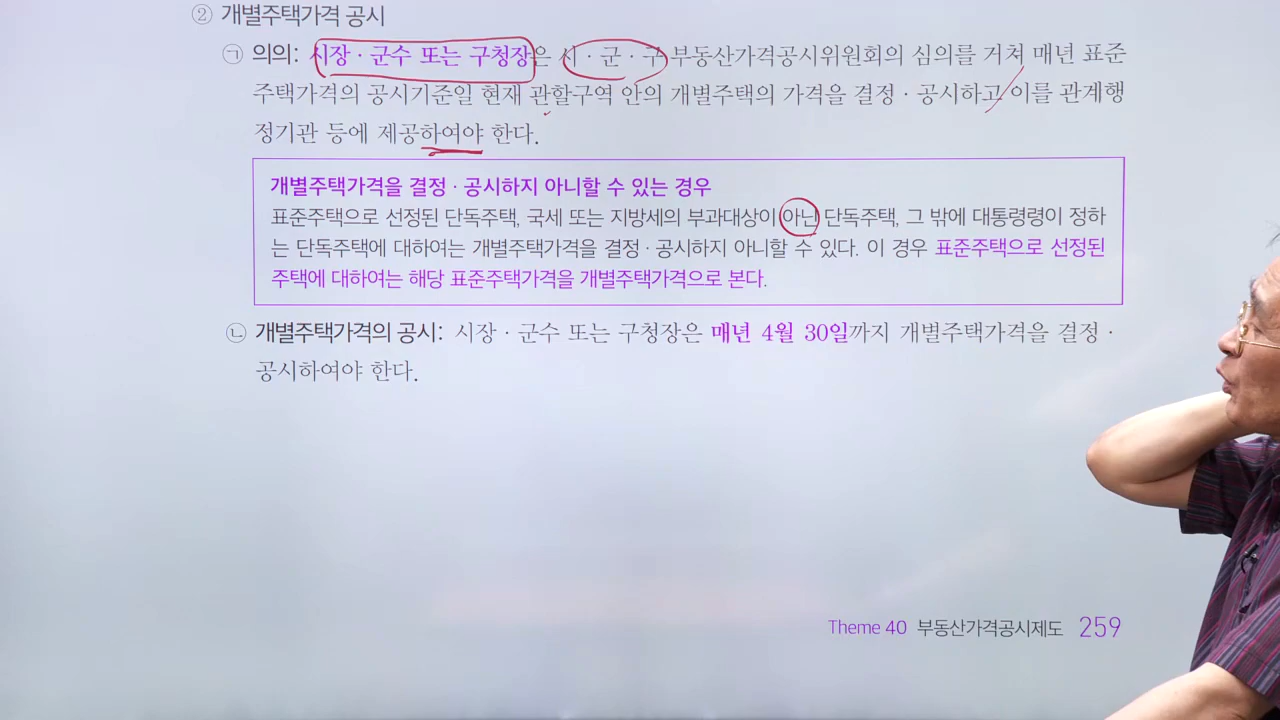 ② 개별주택가격 공시
㉠ 의의: 시장·군수 또는 구청장은 시·군·구 부동산가격공시위원회의 심의를 거쳐 매년 표준
주택가격의 공시기준일 현재 관할구역 안의 개별주택의 가격을 결정·공시하고 이를 관계행
정기관 등에 제공하여야 한다.
개별주택가격을 결정·공시하지 아니할 수 있는 경우
표준주택으로 선정된 단독주택, 국세 또는 지방세의 부과대상이 아닌 단독주택, 그 밖에 대통령령이 정하
는 단독주택에 대하여는 개별주택가격을 결정·공시하지 아니할 수 있다. 이 경우 표준주택으로 선정된
주택에 대하여는 해당 표준주택가격을 개별주택가격으로 본다.
㉡ 개별주택가격의 공시: 시장·군수 또는 구청장은 매년 4월 30일까지 개별주택가격을 결정·
공시하여야 한다.
Theme 40 부동산가격공시제도 259